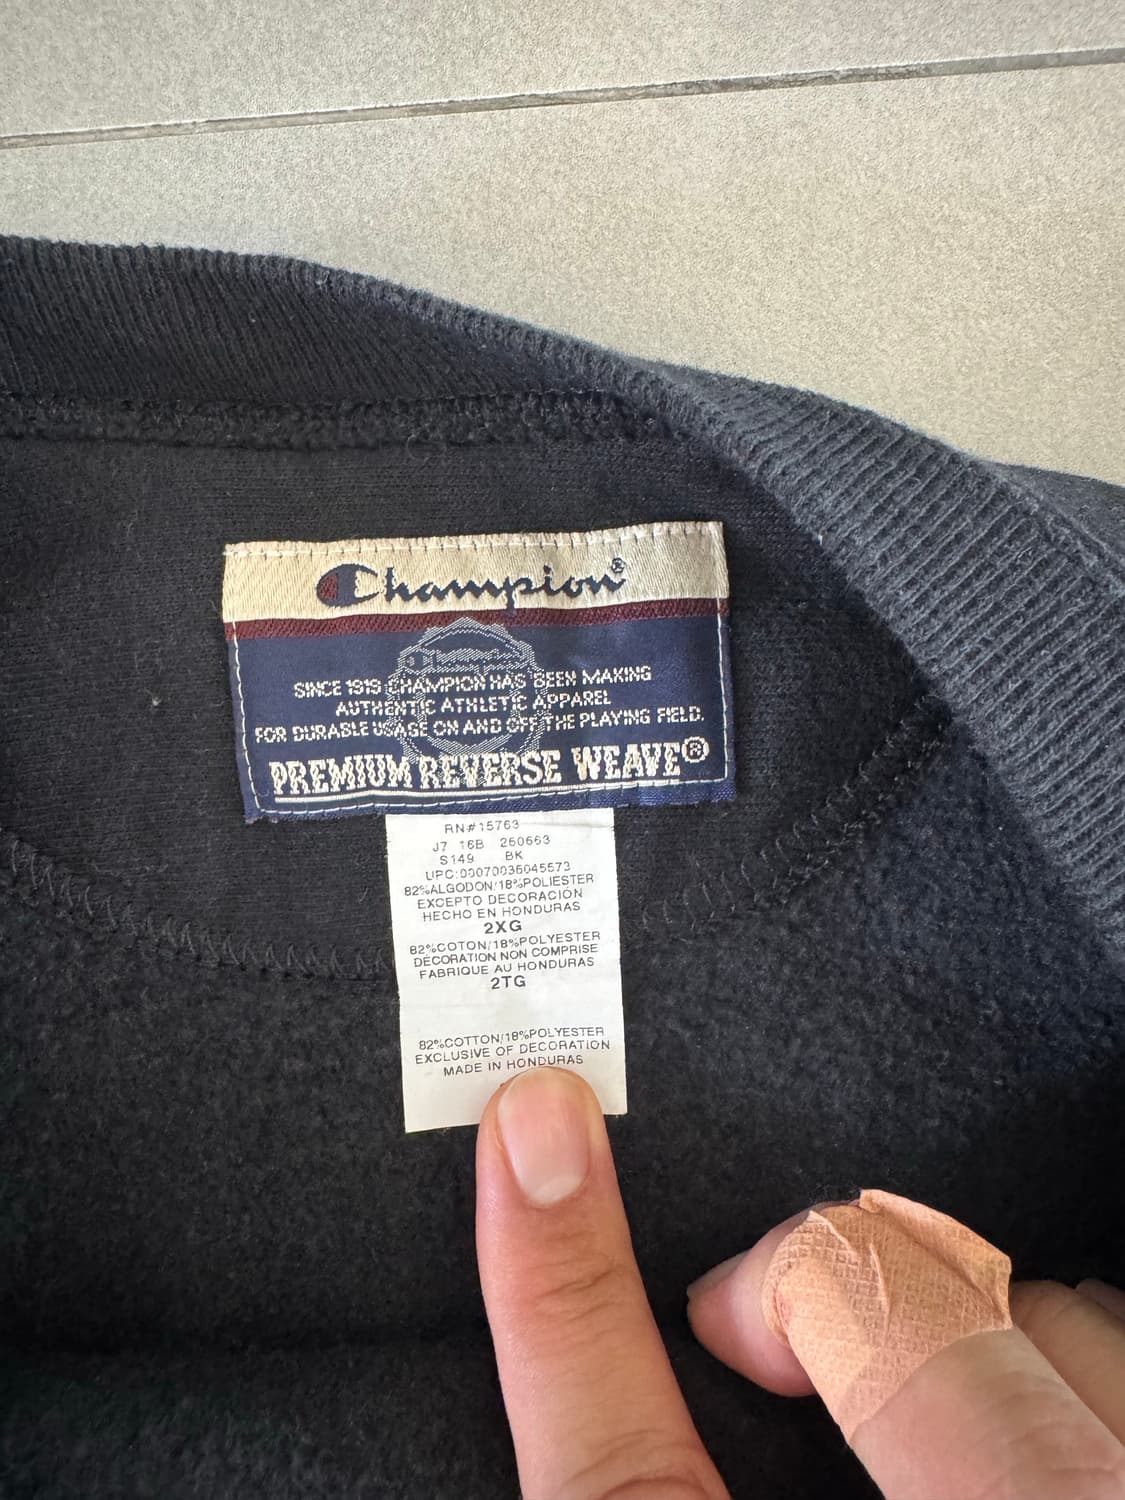 Champion®
SINCE 1919 CHAMPION HAS BEEN MAKING
AUTHENTIC ATHLETIC APPAREL
FOR DURABLE USAGE ON AND OFF THE PLAYING FIELD.
PREMIUM REVERSE WEAVE®
RN#15763
J7 16B 260663
S149 BK
UPC:00070036045573
82%ALGODON/18%POLIESTER
EXCEPTO DECORACIÓN
HECHO EN HONDURAS
2XG
82%COTON/18%POLYESTER
DÉCORATION NON COMPRISE
FABRIQUE AU HONDURAS
2TG
82%COTTON/18%POLYESTER
EXCLUSIVE OF DECORATION
MADE IN HONDURAS